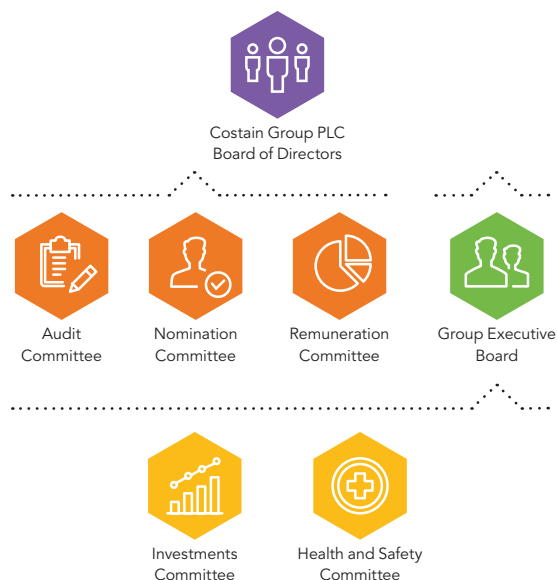 Costain Group PLC
Board of Directors
Audit
Committee
Nomination
Committee
Remuneration
Committee
Group Executive
Board
Investments
Committee
Health and Safety
Committee